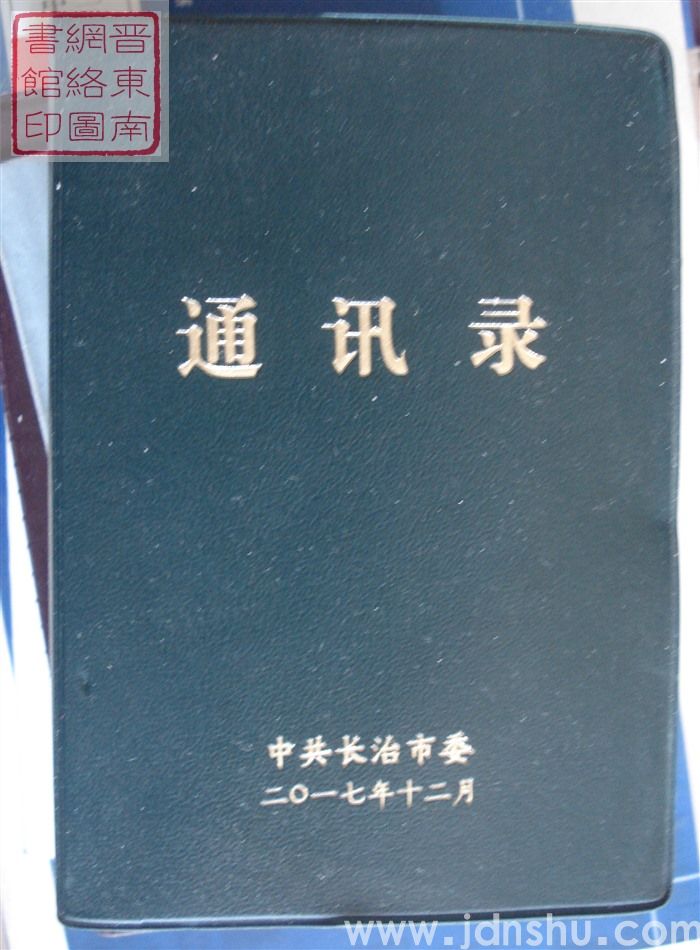 晋東南
網絡圖
書館印
通讯录
中共长治市委
二〇一七年十二月
www.jdnshu.com